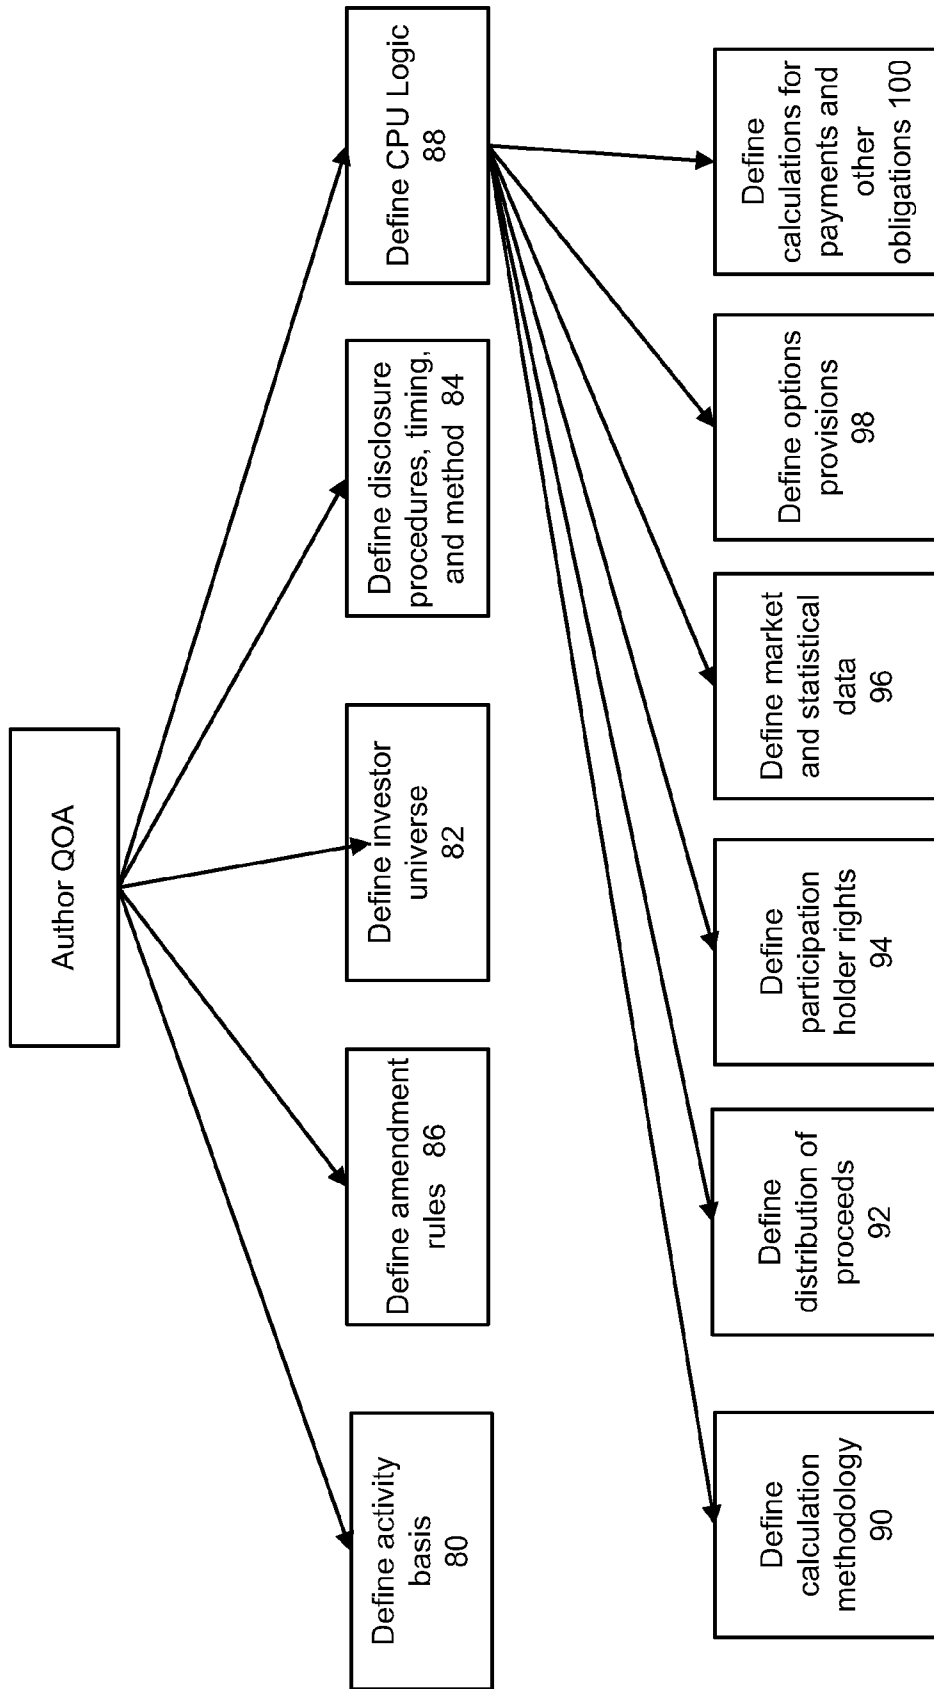 Author QOA
Define activity
basis
80
Define amendment
rules 86
Define investor
universe
82
Define disclosure
procedures, timing,
and method 84
Define CPU Logic
88
Define
calculation
methodology
90
Define
distribution of
proceeds
92
Define
participation
holder rights
94
Define market
and statistical
data
96
Define options
provisions
98
Define
calculations for
payments and
other
obligations 100